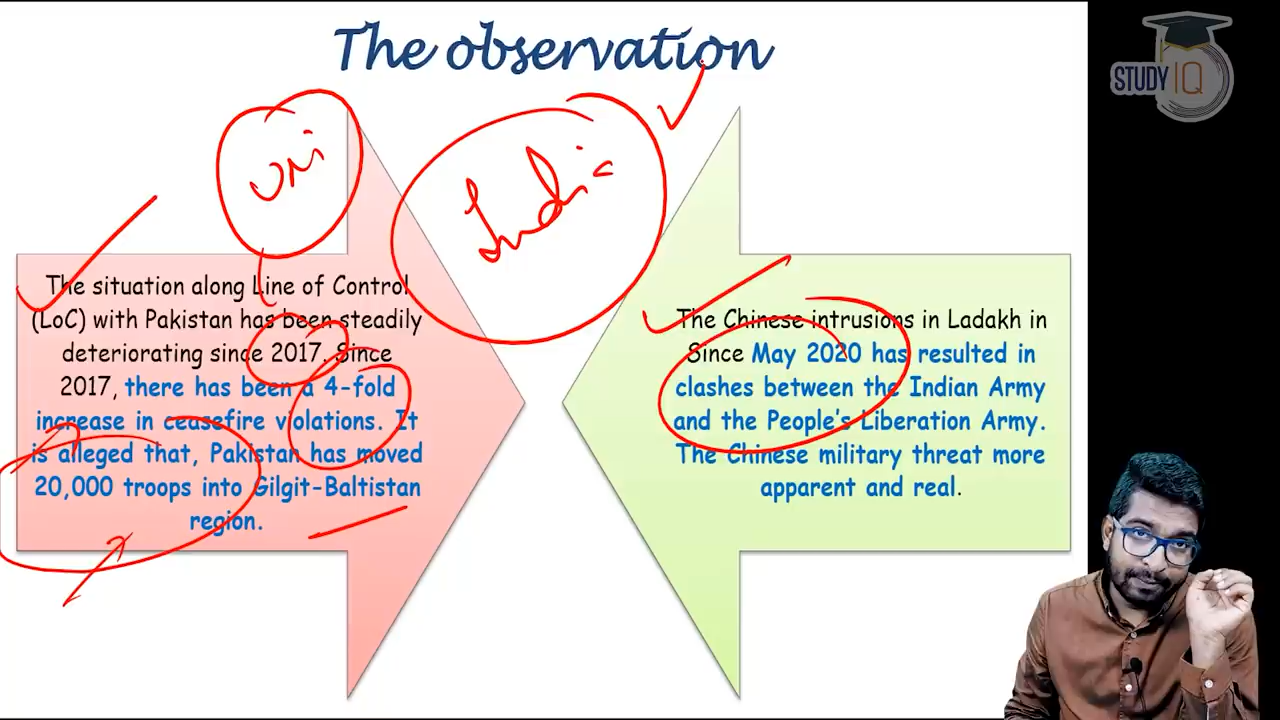 The observation
STUDY IQ
URi
India
The situation along Line of Control
(LoC) with Pakistan has been steadily
deteriorating since 2017. Since
2017, there has been a 4-fold
increase in ceasefire violations. It
is alleged that, Pakistan has moved
20,000 troops into Gilgit-Baltistan
region.
The Chinese intrusions in Ladakh in
Since May 2020 has resulted in
clashes between the Indian Army
and the People's Liberation Army.
The Chinese military threat more
apparent and real.